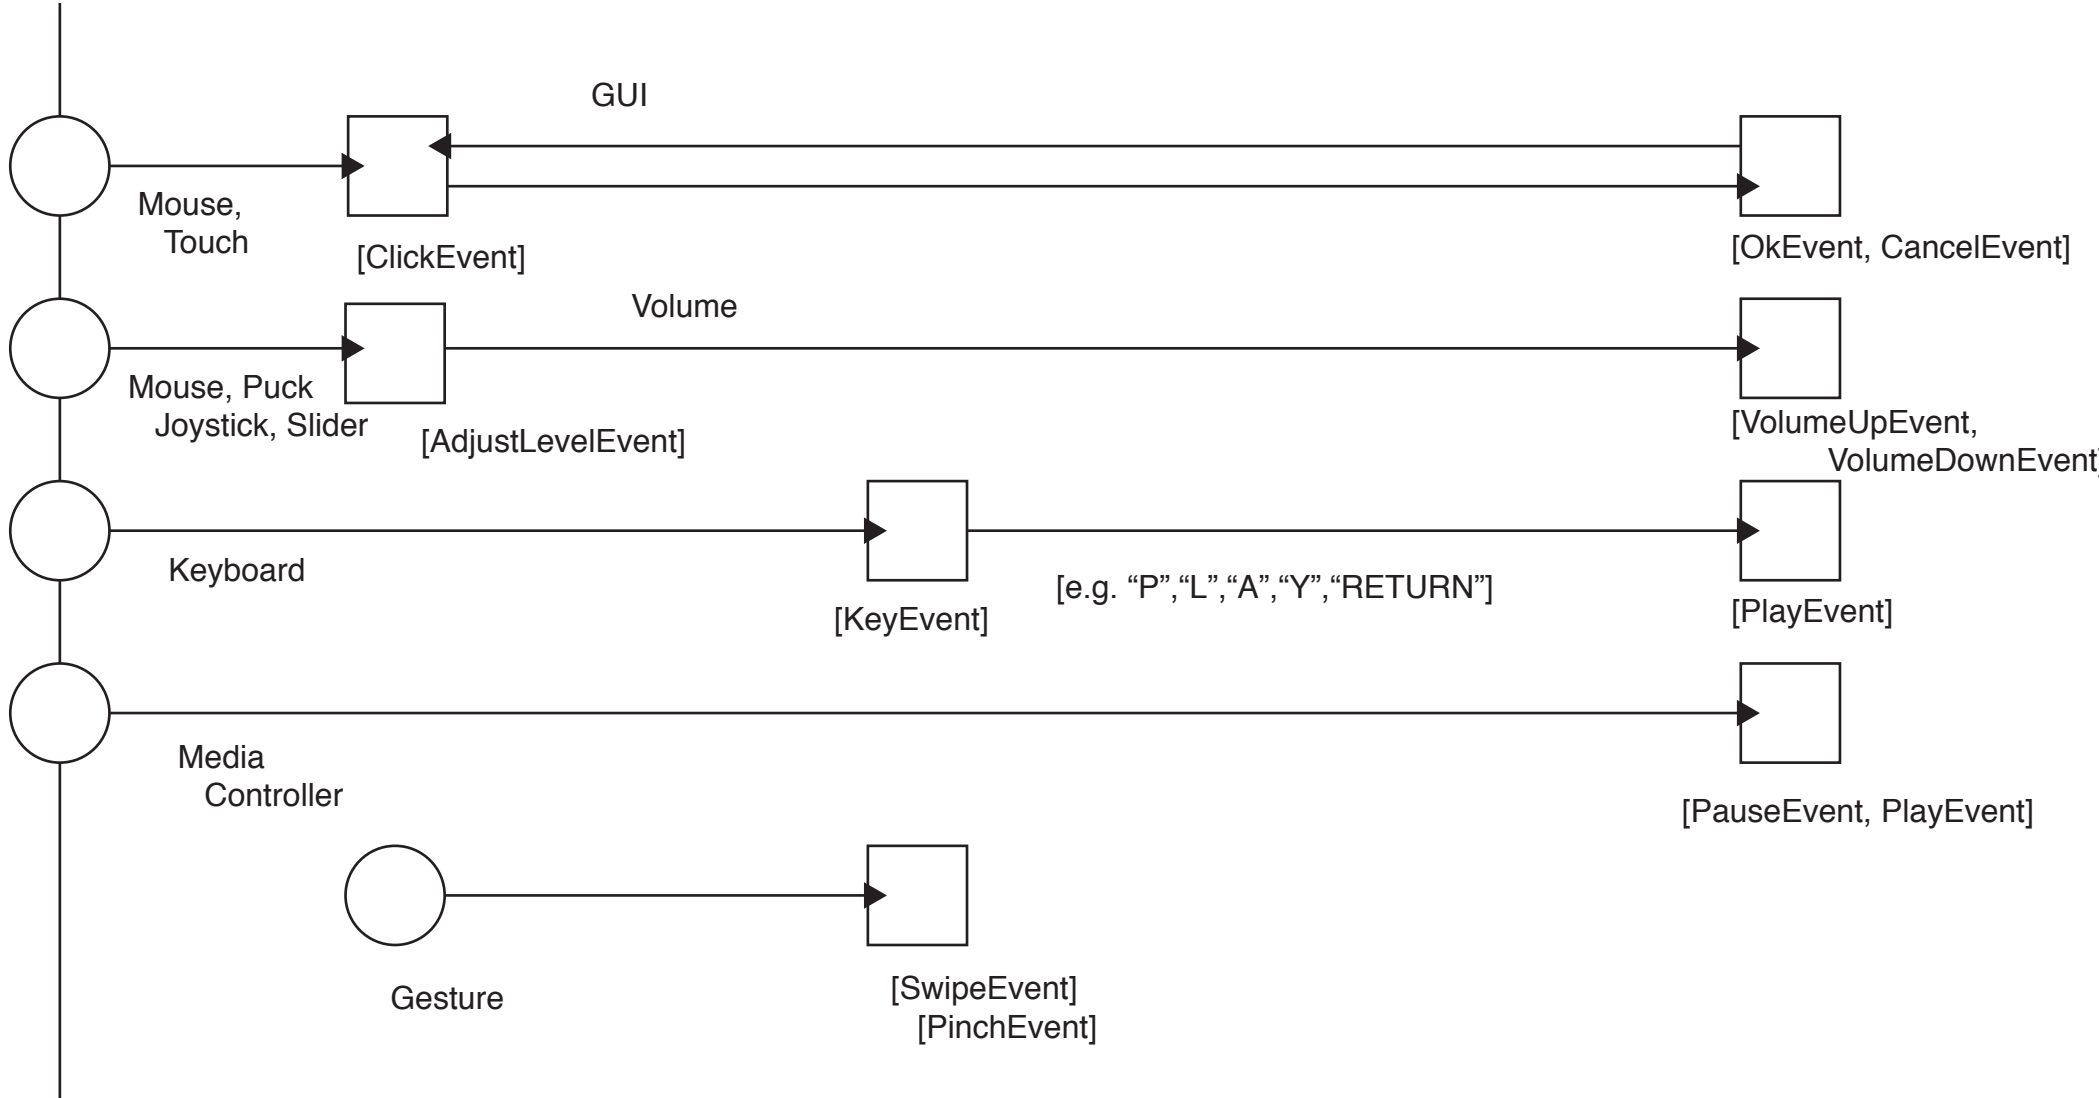 GUI
Mouse,
Touch
[ClickEvent]
[OkEvent, CancelEvent]
Volume
Mouse, Puck
Joystick, Slider
[AdjustLevelEvent]
[VolumeUpEvent,
VolumeDownEvent]
Keyboard
[KeyEvent]
[e.g. “P”,“L”,“A”,“Y”,“RETURN”]
[PlayEvent]
Media
Controller
[PauseEvent, PlayEvent]
Gesture
[SwipeEvent]
[PinchEvent]